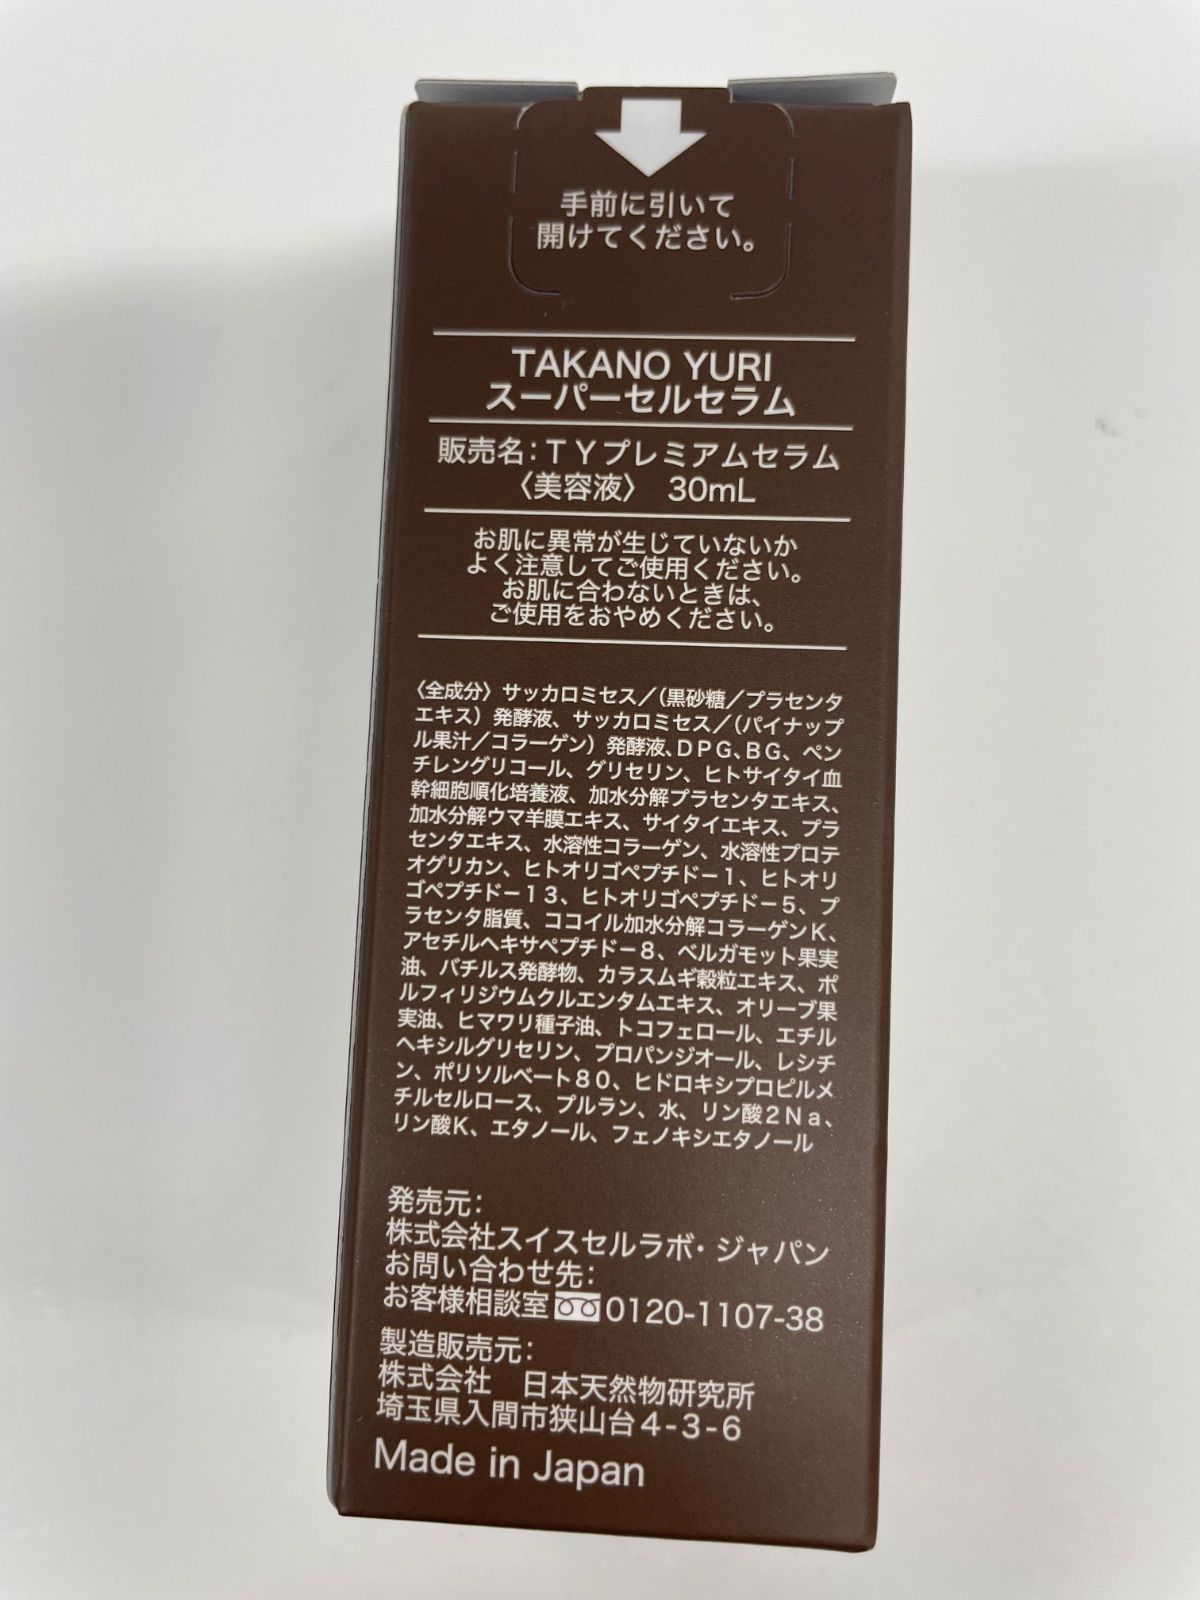 手前に引いて
開けてください。
TAKANO YURI
スーパーセルセラム
販売名：ＴＹプレミアムセラム
〈美容液〉 30mL
お肌に異常が生じていないか
よく注意してご使用ください。
お肌に合わないときは、
ご使用をおやめください。
〈全成分〉サッカロミセス／（黒砂糖／プラセンタ
エキス）発酵液、サッカロミセス／（パイナップ
ル果汁／コラーゲン）発酵液、ＤＰＧ、ＢＧ、ペン
チレングリコール、グリセリン、ヒトサイタイ血
幹細胞順化培養液、加水分解プラセンタエキス、
加水分解ウマ羊膜エキス、サイタイエキス、プラ
センタエキス、水溶性コラーゲン、水溶性プロテ
オグリカン、ヒトオリゴペプチドー１、ヒトオリ
ゴペプチドー１３、ヒトオリゴペプチドー５、プ
ラセンタ脂質、ココイル加水分解コラーゲンＫ、
アセチルヘキサペプチドー８、ベルガモット果実
油、バチルス発酵物、カラスムギ穀粒エキス、ポ
ルフィリジウムクルエンタムエキス、オリーブ果
実油、ヒマワリ種子油、トコフェロール、エチル
ヘキシルグリセリン、プロパンジオール、レシチ
ン、ポリソルベート８０、ヒドロキシプロピルメ
チルセルロース、プルラン、水、リン酸２Ｎａ、
リン酸Ｋ、エタノール、フェノキシエタノール
発売元：
株式会社スイスセルラボ・ジャパン
お問い合わせ先：
お客様相談室 0120-1107-38
製造販売元：
株式会社　日本天然物研究所
埼玉県入間市狭山台４-３-６
Made in Japan